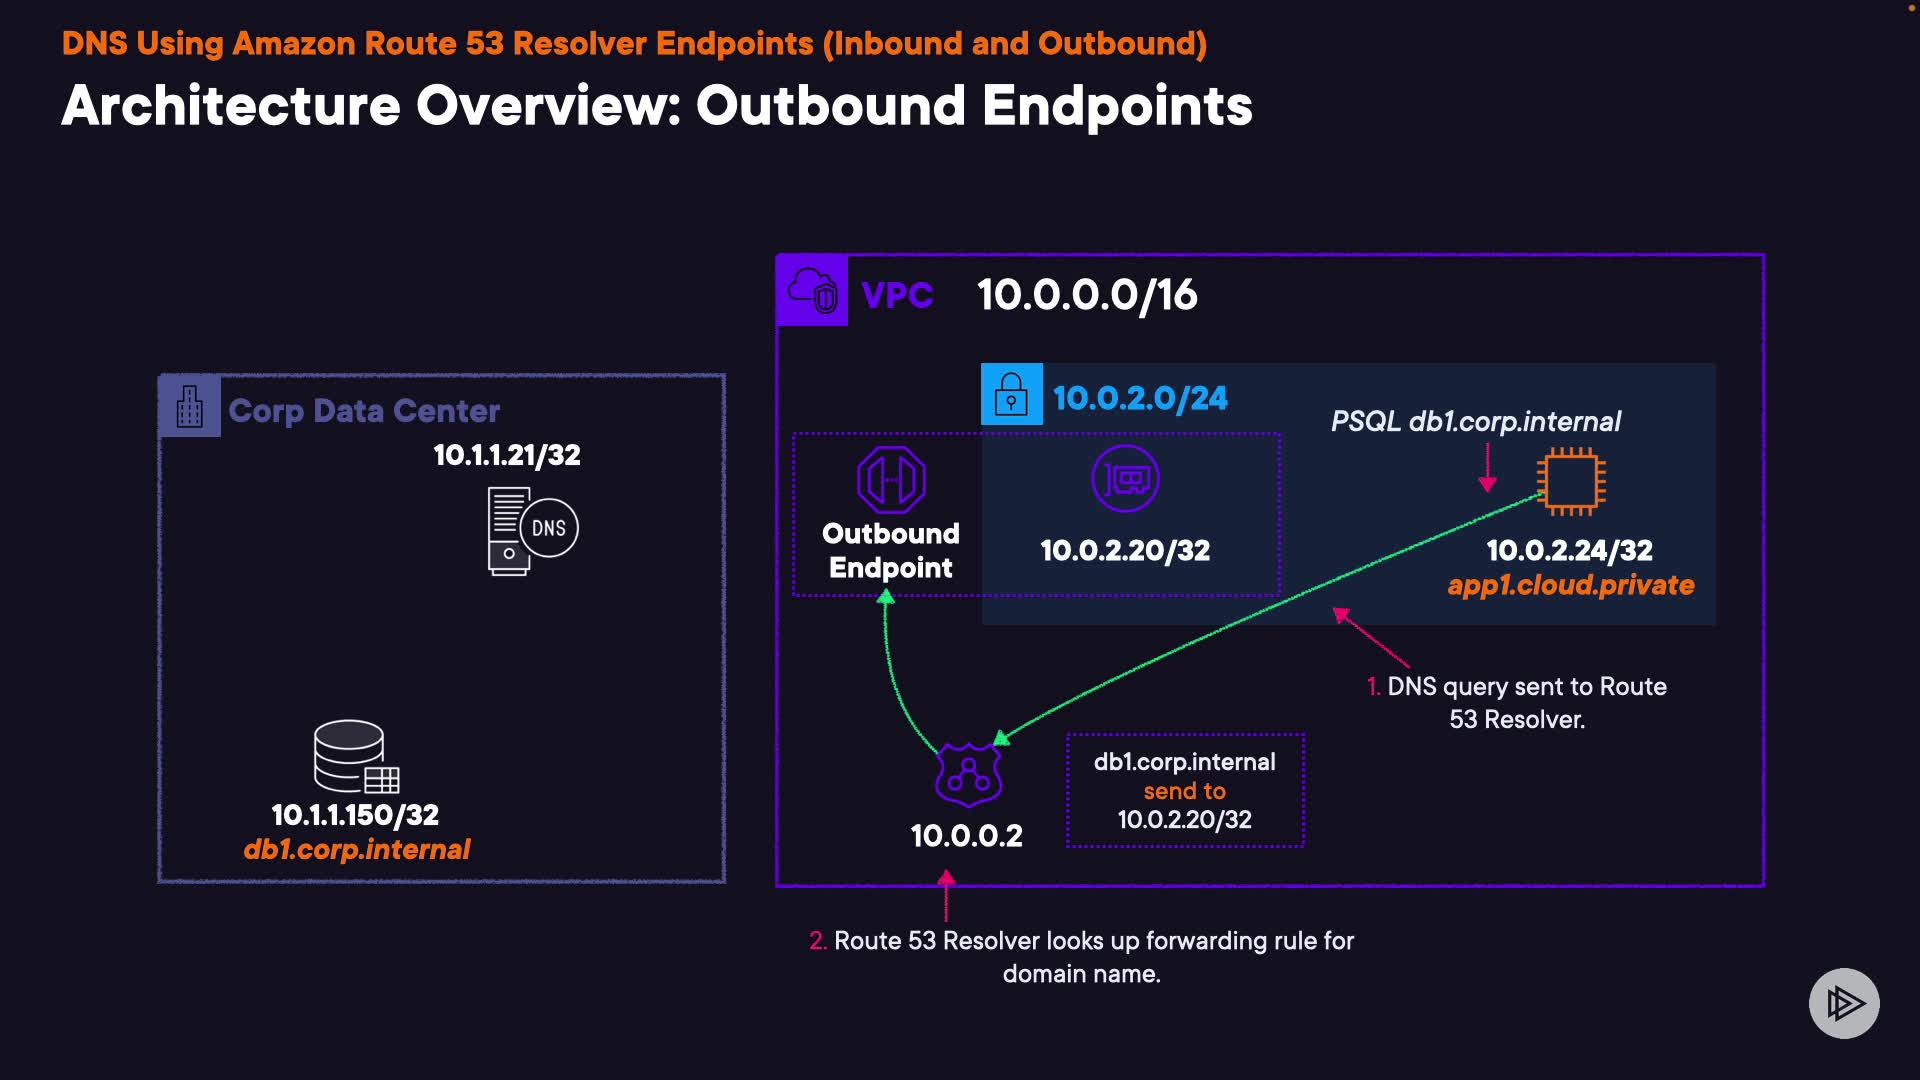 DNS Using Amazon Route 53 Resolver Endpoints (Inbound and Outbound)
Architecture Overview: Outbound Endpoints
VPC
10.0.0.0/16
Corp Data Center
10.1.1.21/32
DNS
10.1.1.150/32
db1.corp.internal
10.0.2.0/24
PSQL db1.corp.internal
Outbound
Endpoint
10.0.2.20/32
10.0.2.24/32
app1.cloud.private
1. DNS query sent to Route
53 Resolver.
db1.corp.internal
send to
10.0.2.20/32
10.0.0.2
2. Route 53 Resolver looks up forwarding rule for
domain name.